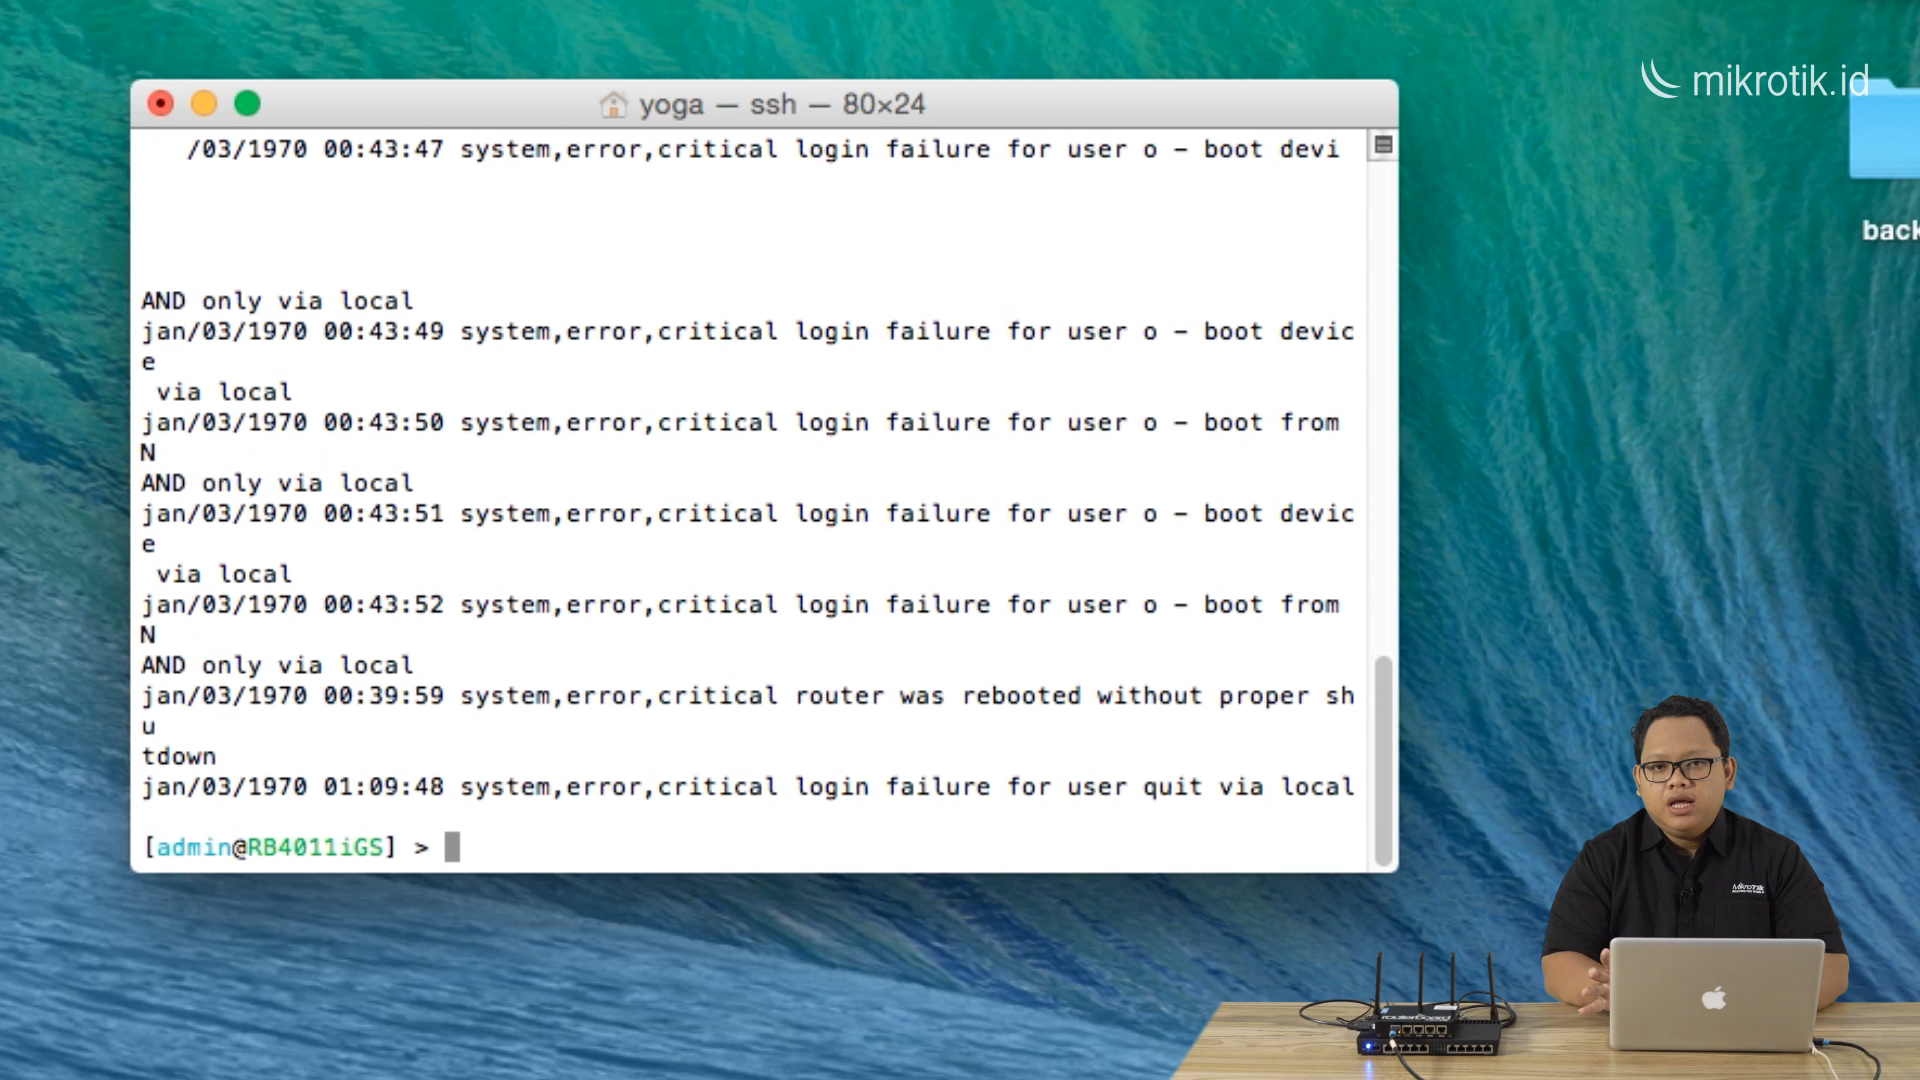 mikrotik.id
yoga — ssh — 80×24
/03/1970 00:43:47 system,error,critical login failure for user o - boot devi
AND only via local
jan/03/1970 00:43:49 system,error,critical login failure for user o - boot devic
e
via local
jan/03/1970 00:43:50 system,error,critical login failure for user o - boot from
N
AND only via local
jan/03/1970 00:43:51 system,error,critical login failure for user o - boot devic
e
via local
jan/03/1970 00:43:52 system,error,critical login failure for user o - boot from
N
AND only via local
jan/03/1970 00:39:59 system,error,critical router was rebooted without proper sh
u
tdown
jan/03/1970 01:09:48 system,error,critical login failure for user quit via local
[admin@RB4011iGS] >
back
MikroTik